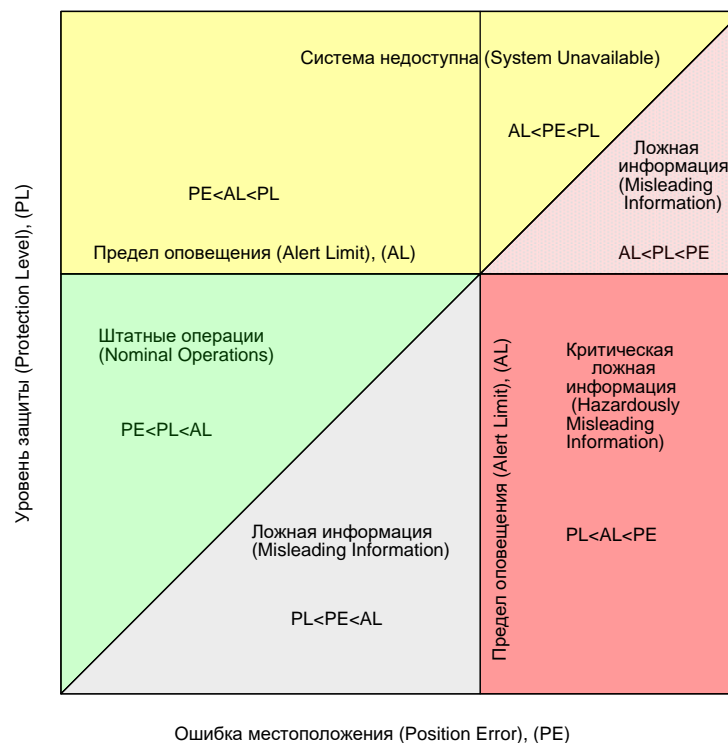 Система недоступна (System Unavailable)
AL<PE<PL
PE<AL<PL
Ложная
информация
(Misleading
Information)
AL<PL<PE
Предел оповещения (Alert Limit), (AL)
Штатные операции
(Nominal Operations)
PE<PL<AL
Ложная информация
(Misleading Information)
PL<PE<AL
Предел оповещения (Alert Limit), (AL)
Критическая
ложная
информация
(Hazardously
Misleading
Information)
PL<AL<PE
Уровень защиты (Protection Level), (PL)
Ошибка местоположения (Position Error), (PE)